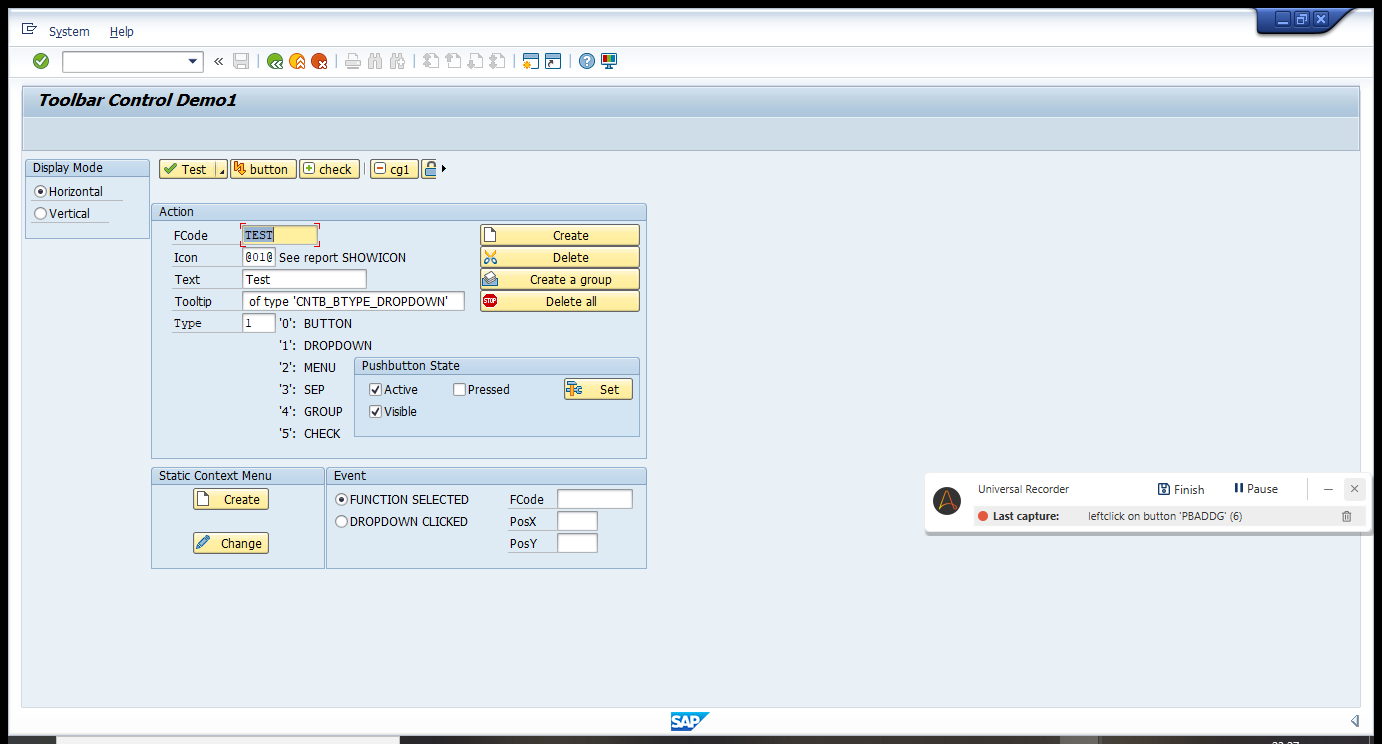 System Help
Toolbar Control Demo1
Display Mode
Horizontal
Vertical
Test button check cg1
Action
FCode TEST
Icon @01@ See report SHOWICON
Text Test
Tooltip of type 'CNTB_BTYPE_DROPDOWN'
Type 1 '0': BUTTON
'1': DROPDOWN
'2': MENU
'3': SEP
'4': GROUP
'5': CHECK
Create
Delete
Create a group
STOP Delete all
Pushbutton State
Active Pressed Set
Visible
Static Context Menu
Create
Change
Event
FUNCTION SELECTED FCode
DROPDOWN CLICKED PosX
PosY
Universal Recorder Finish Pause
Last capture: leftclick on button 'PBADDG' (6)
SAP